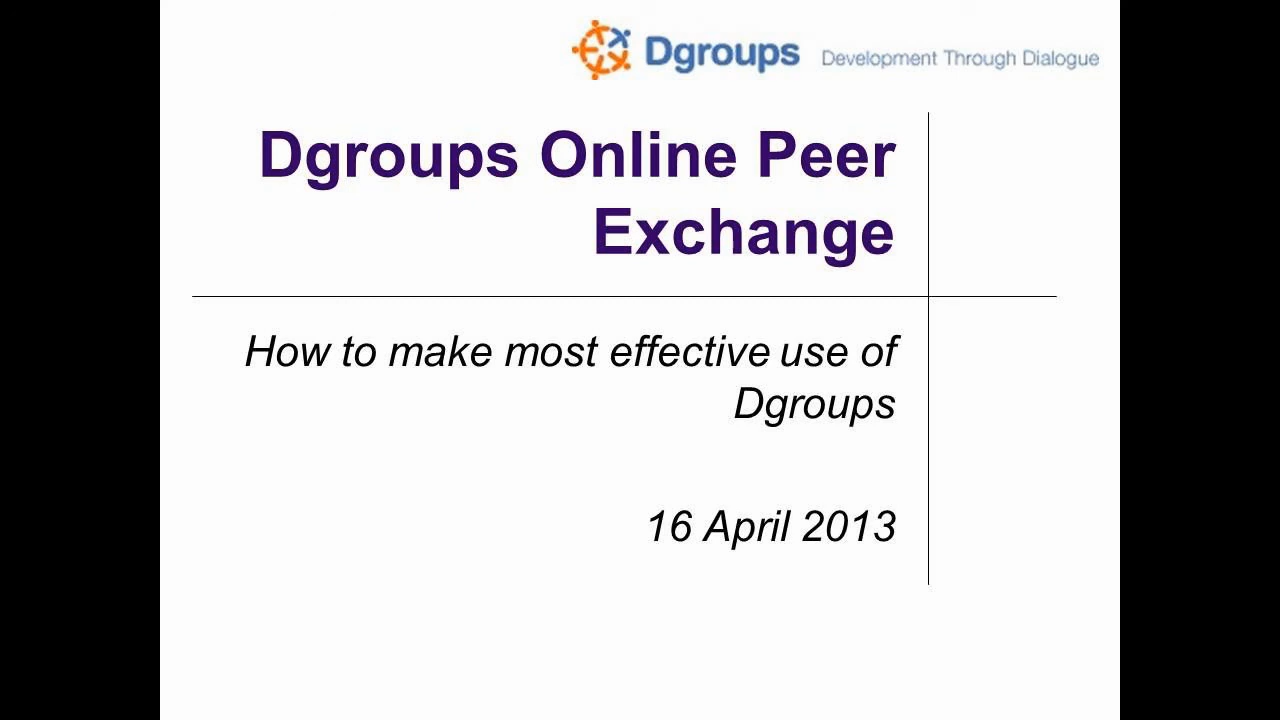 Dgroups Development Through Dialogue
Dgroups Online Peer
Exchange
How to make most effective use of
Dgroups
16 April 2013